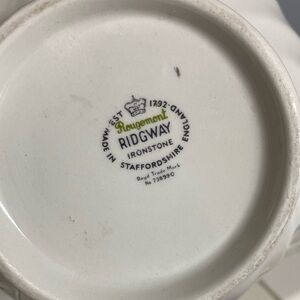 EST 1792
Rougemont
RIDGWAY
IRONSTONE
MADE IN STAFFORDSHIRE ENGLAND
Regd Trade Mark
No 738990